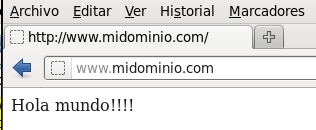 Archivo Editar Ver Historial Marcadores
http://www.midominio.com/
www.midominio.com
Hola mundo!!!!